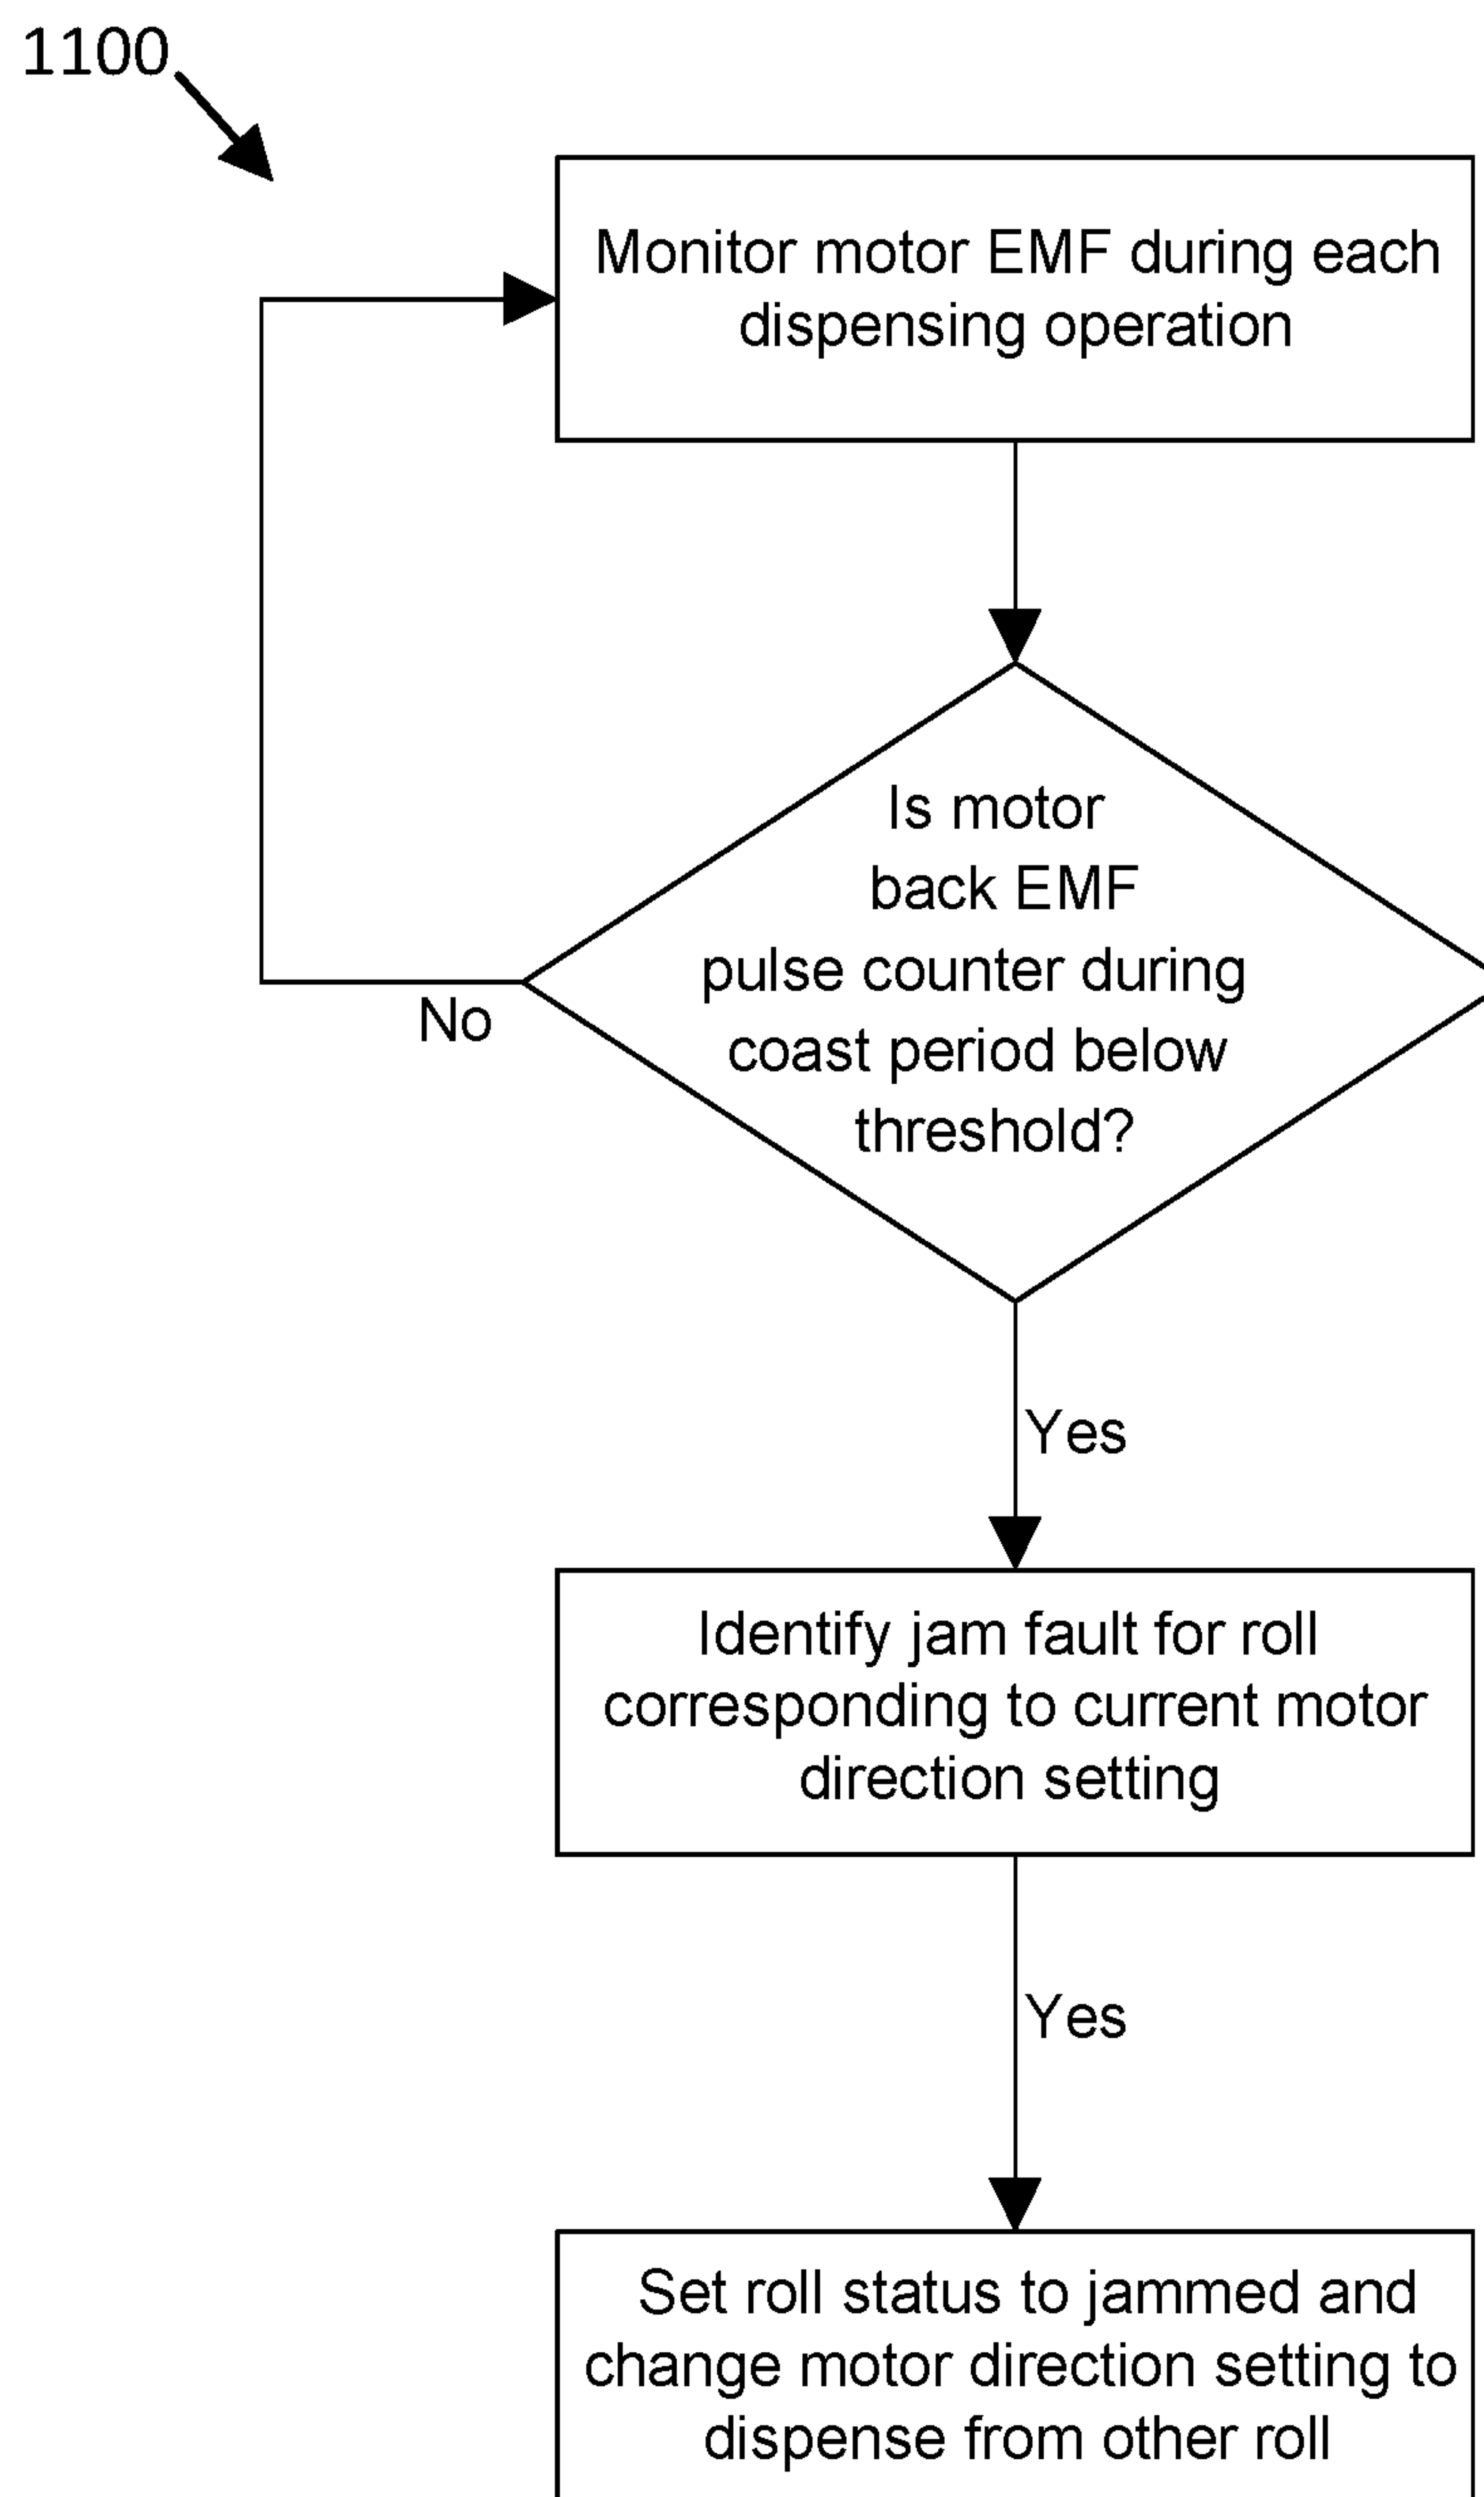 1100
Monitor motor EMF during each
dispensing operation
Is motor
back EMF
pulse counter during
coast period below
threshold?
No
Yes
Identify jam fault for roll
corresponding to current motor
direction setting
Yes
Set roll status to jammed and
change motor direction setting to
dispense from other roll